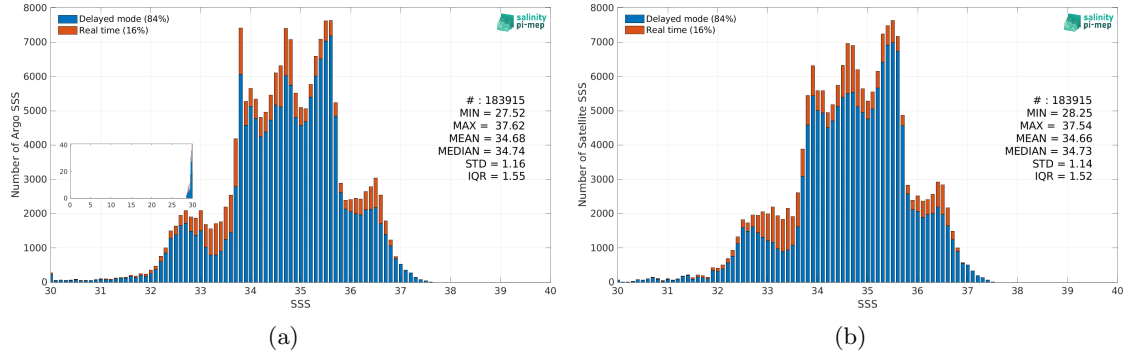 8000
7000
6000
5000
4000
3000
2000
1000
0
Number of Argo SSS
Delayed mode (84%)
Real time (16%)
salinity
pi-mep
# : 183915
MIN = 27.52
MAX = 37.62
MEAN = 34.68
MEDIAN = 34.74
STD = 1.16
IQR = 1.55
40
20
0
0 5 10 15 20 25 30
30 31 32 33 34 35 36 37 38 39 40
SSS
(a)
8000
7000
6000
5000
4000
3000
2000
1000
0
Number of Satellite SSS
Delayed mode (84%)
Real time (16%)
salinity
pi-mep
# : 183915
MIN = 28.25
MAX = 37.54
MEAN = 34.66
MEDIAN = 34.73
STD = 1.14
IQR = 1.52
30 31 32 33 34 35 36 37 38 39 40
SSS
(b)